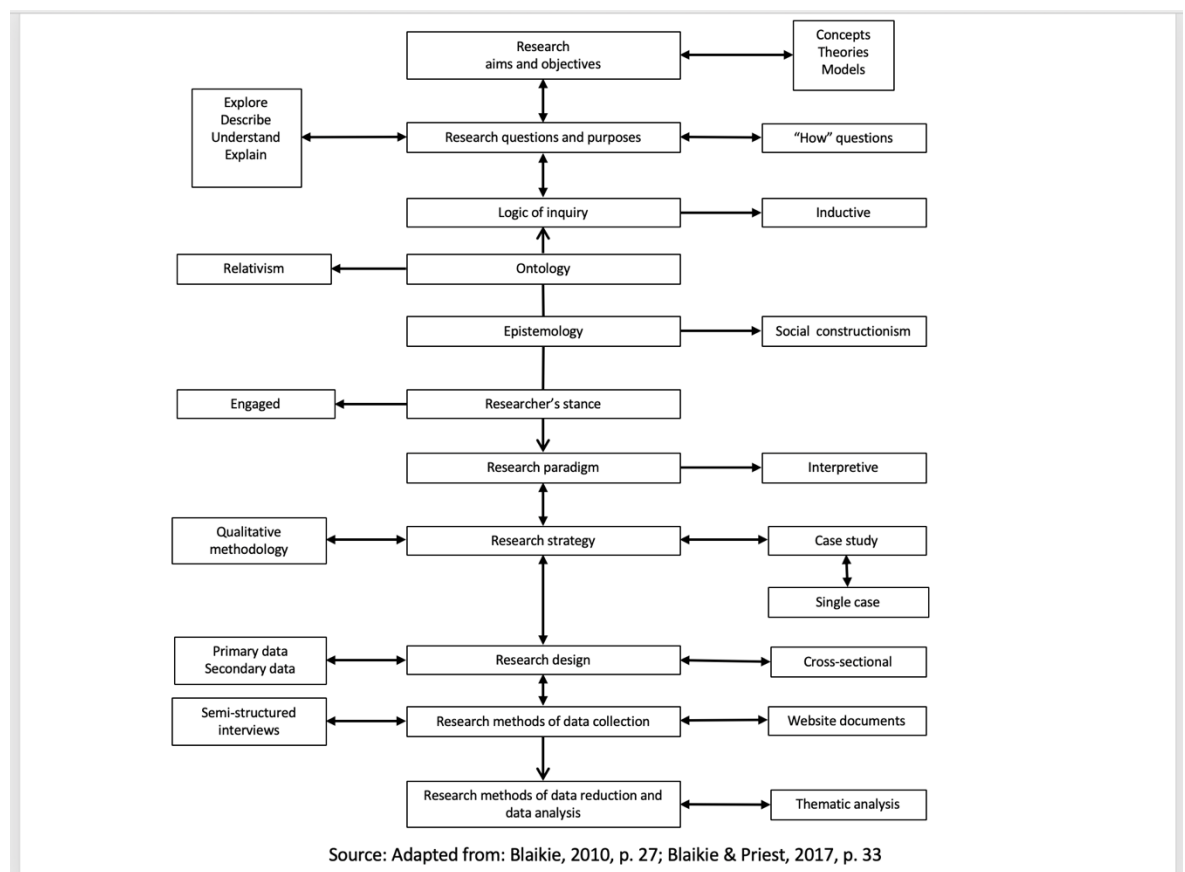 Research
aims and objectives
Concepts
Theories
Models
Explore
Describe
Understand
Explain
Research questions and purposes
“How” questions
Logic of inquiry
Inductive
Relativism
Ontology
Epistemology
Social constructionism
Engaged
Researcher’s stance
Research paradigm
Interpretive
Qualitative
methodology
Research strategy
Case study
Single case
Primary data
Secondary data
Research design
Cross-sectional
Semi-structured
interviews
Research methods of data collection
Website documents
Research methods of data reduction and
data analysis
Thematic analysis
Source: Adapted from: Blaikie, 2010, p. 27; Blaikie & Priest, 2017, p. 33